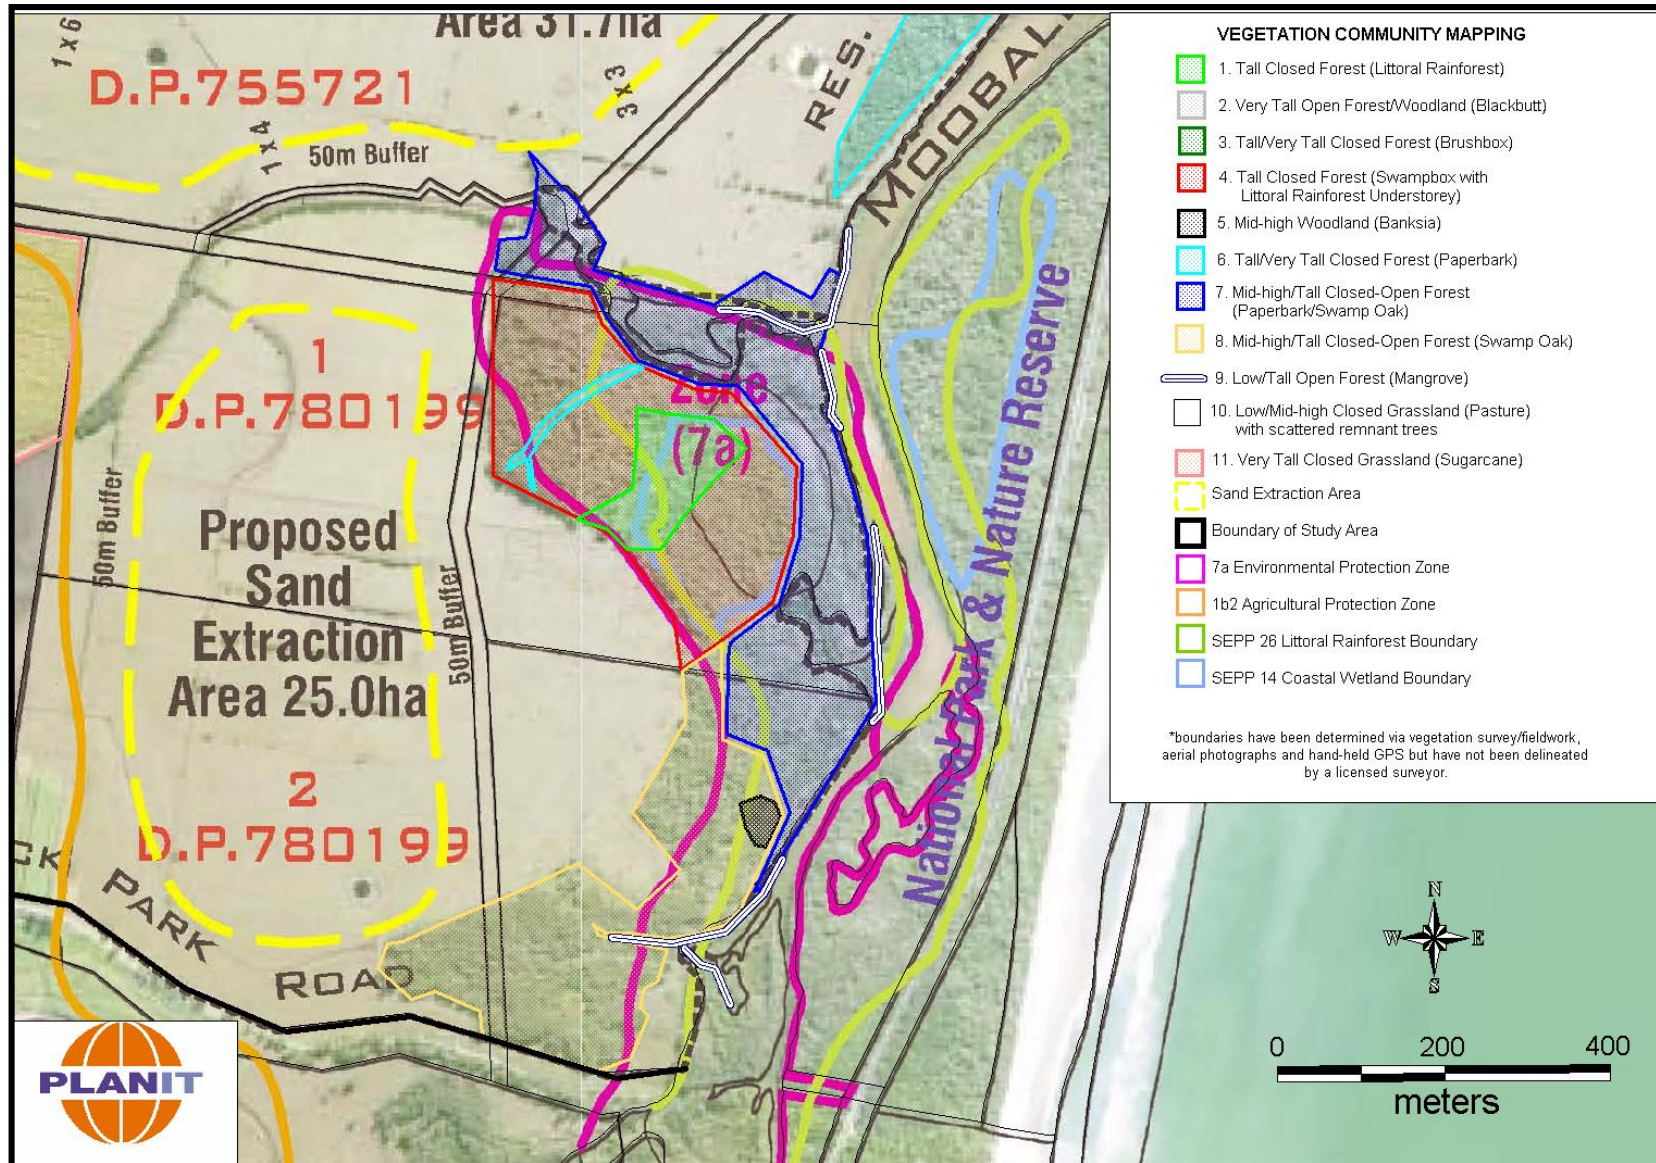 Area 31.7ha
1 x 6
D.P.755721
3 x 3
RES.
1 x 4
50m Buffer
MOOBAL
1
D.P.780199
Zone
(7a)
National Park & Nature Reserve
50m Buffer
Proposed
Sand
Extraction
Area 25.0ha
50m Buffer
2
D.P.780199
CK
PARK
ROAD
PLANIT
VEGETATION COMMUNITY MAPPING
1. Tall Closed Forest (Littoral Rainforest)
2. Very Tall Open Forest/Woodland (Blackbutt)
3. Tall/Very Tall Closed Forest (Brushbox)
4. Tall Closed Forest (Swampbox with
Littoral Rainforest Understorey)
5. Mid-high Woodland (Banksia)
6. Tall/Very Tall Closed Forest (Paperbark)
7. Mid-high/Tall Closed-Open Forest
(Paperbark/Swamp Oak)
8. Mid-high/Tall Closed-Open Forest (Swamp Oak)
9. Low/Tall Open Forest (Mangrove)
10. Low/Mid-high Closed Grassland (Pasture)
with scattered remnant trees
11. Very Tall Closed Grassland (Sugarcane)
Sand Extraction Area
Boundary of Study Area
7a Environmental Protection Zone
1b2 Agricultural Protection Zone
SEPP 26 Littoral Rainforest Boundary
SEPP 14 Coastal Wetland Boundary
*boundaries have been determined via vegetation survey/fieldwork,
aerial photographs and hand-held GPS but have not been delineated
by a licensed surveyor.
N
W E
S
0 200 400
meters